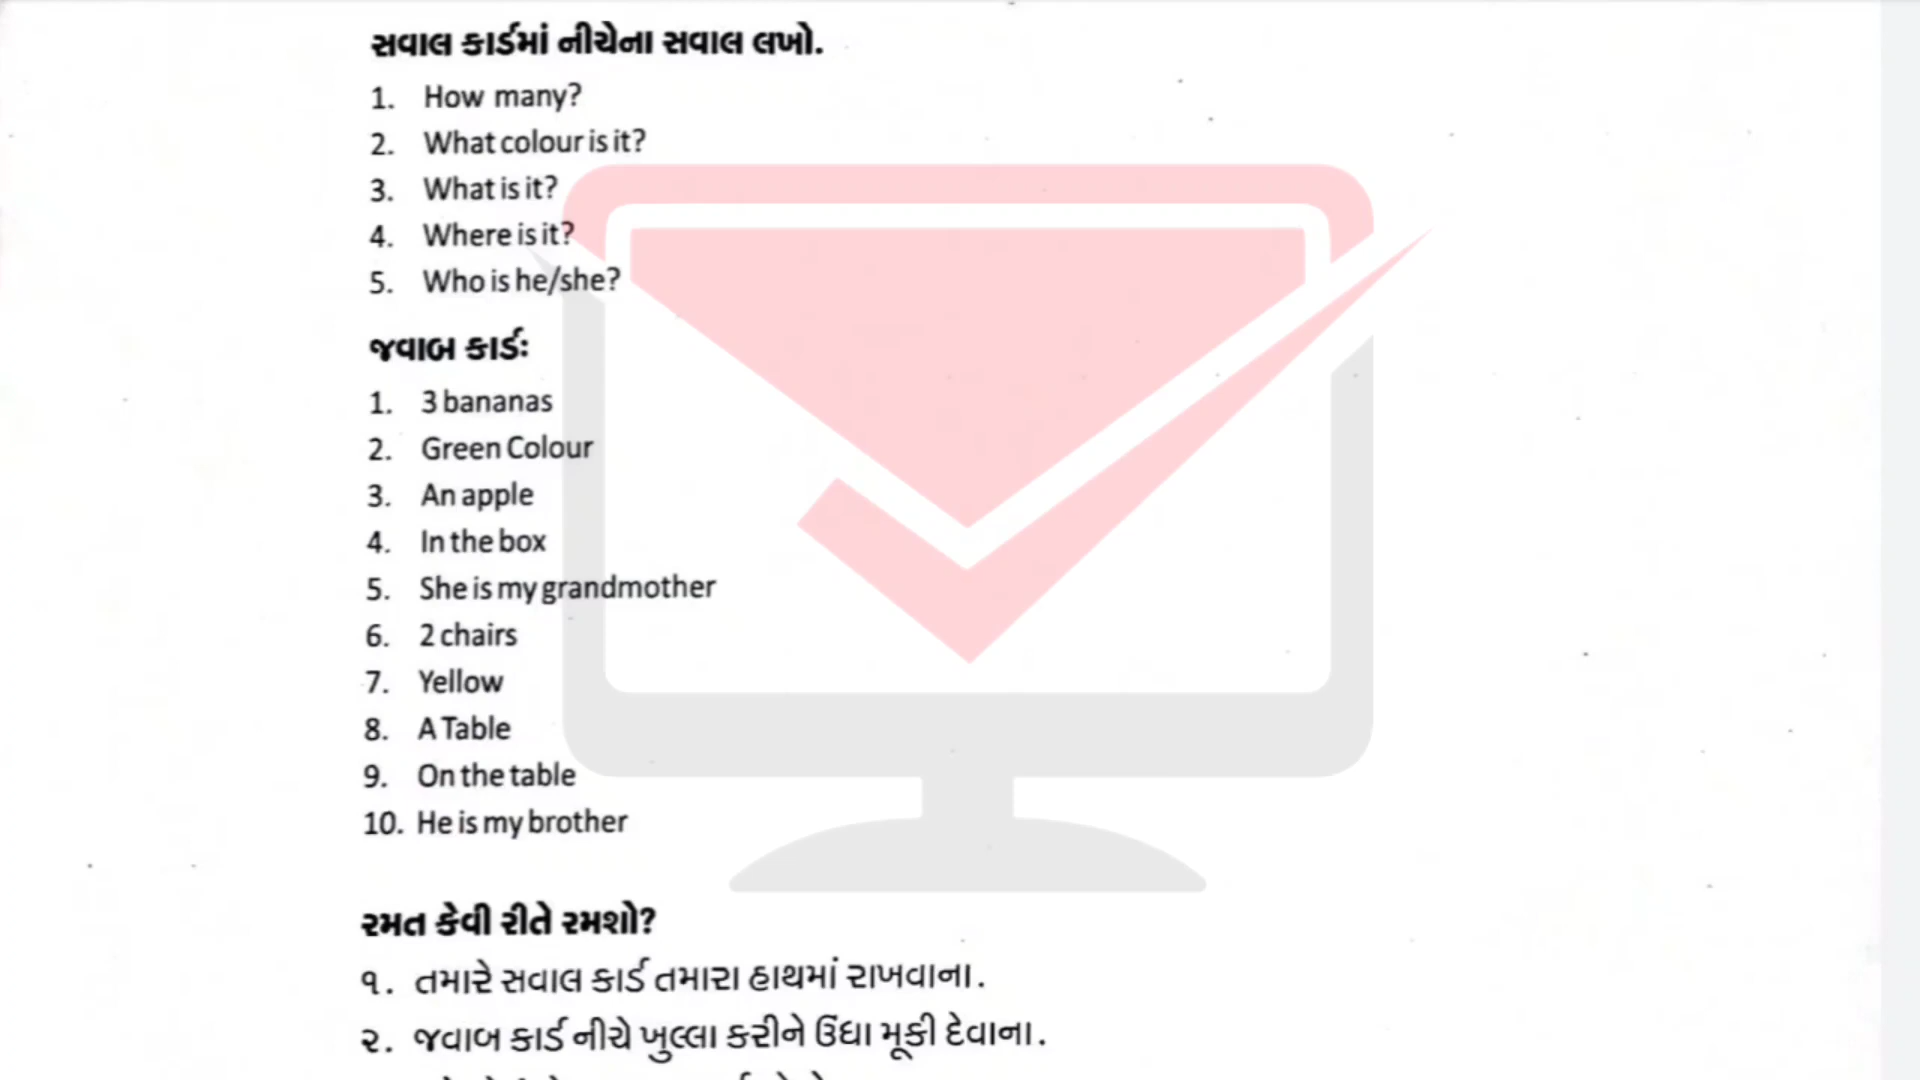 સવાલ કાર્ડમાં નીચેના સવાલ લખો.
1. How many?
2. What colour is it?
3. What is it?
4. Where is it?
5. Who is he/she?
જવાબ કાર્ડઃ
1. 3 bananas
2. Green Colour
3. An apple
4. In the box
5. She is my grandmother
6. 2 chairs
7. Yellow
8. A Table
9. On the table
10. He is my brother
રમત કેવી રીતે રમશો?
૧. તમારે સવાલ કાર્ડ તમારા હાથમાં રાખવાના.
૨. જવાબ કાર્ડ નીચે ખુલ્લા કરીને ઉંધા મૂકી દેવાના.